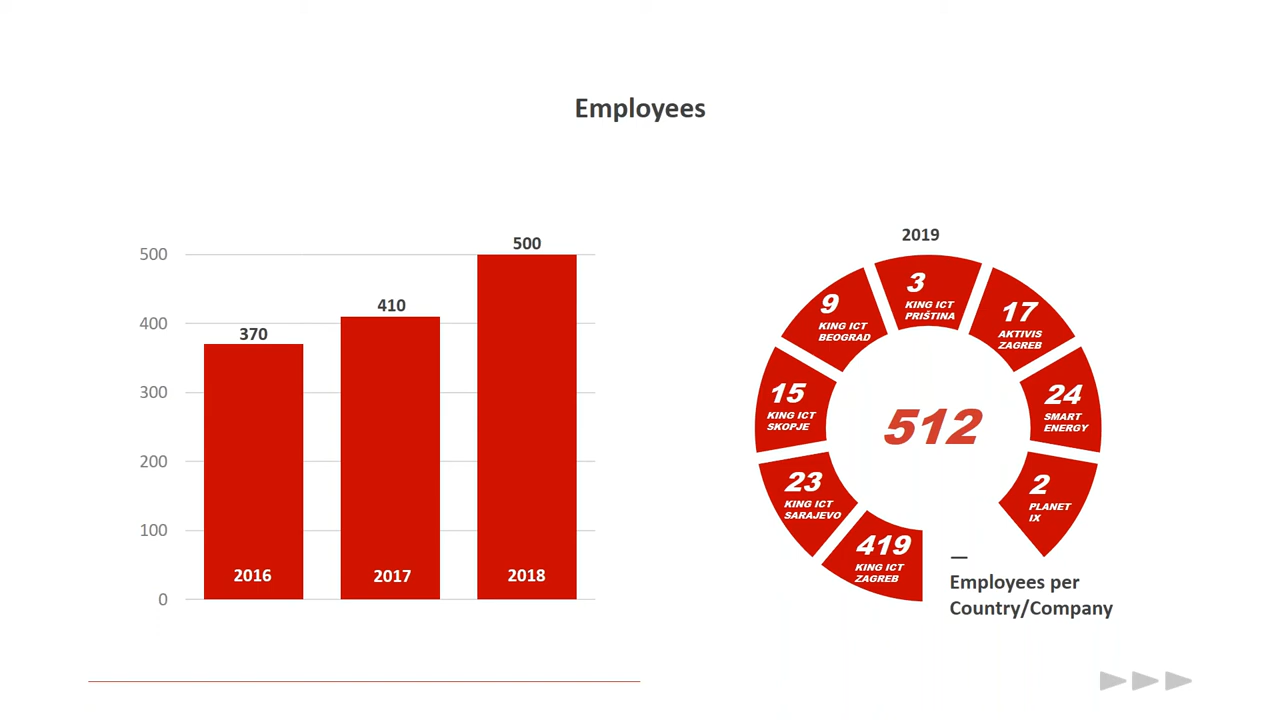 Employees
500
400
300
200
100
0
370
410
500
2016
2017
2018
2019
419
KING ICT
ZAGREB
23
KING ICT
SARAJEVO
15
KING ICT
SKOPJE
9
KING ICT
BEOGRAD
3
KING ICT
PRIŠTINA
17
AKTIVIS
ZAGREB
24
SMART
ENERGY
2
PLANET
IX
512
Employees per
Country/Company